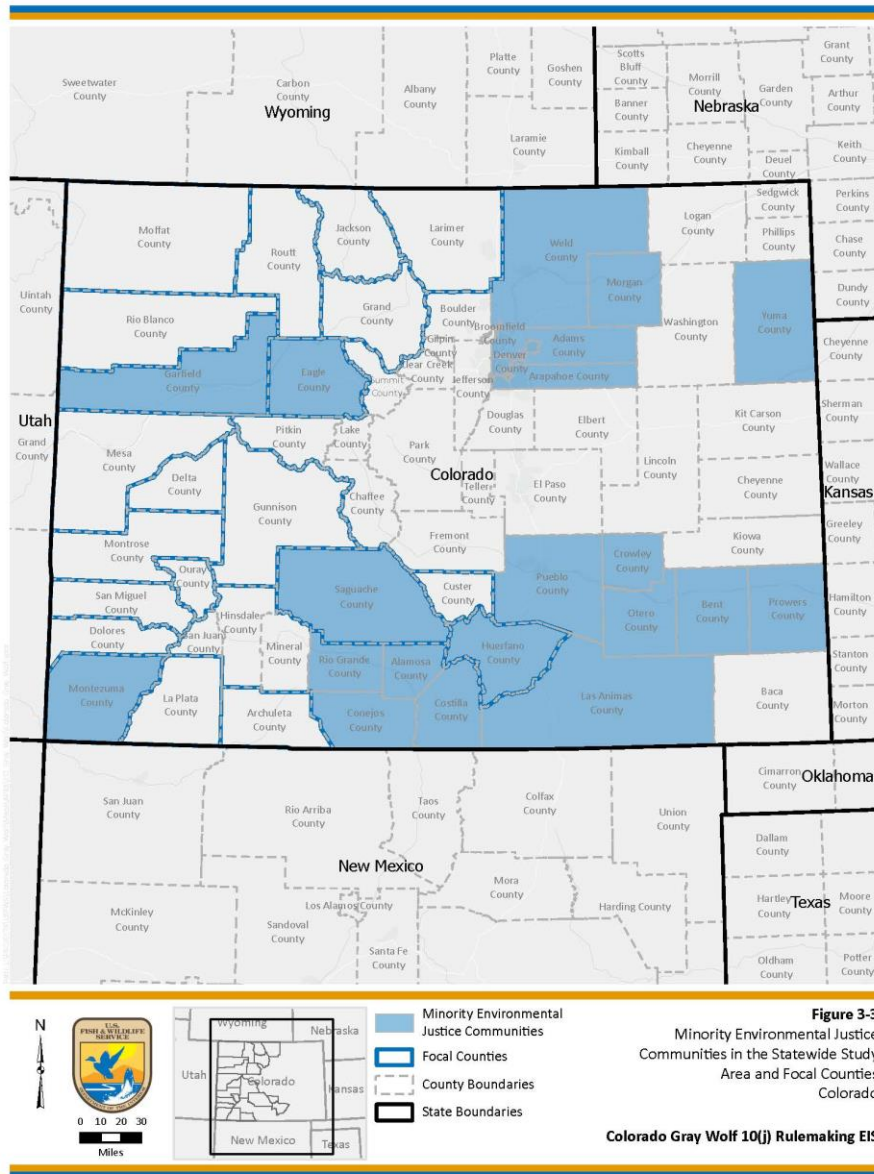 Sweetwater
County
Carbon
County
Wyoming
Albany
County
Platte
County
Goshen
County
Laramie
County
Scotts
Bluff
County
Banner
County
Kimball
County
Morrill
County
Nebraska
Cheyenne
County
Garden
County
Deuel
County
Grant
County
Arthur
County
Keith
County
Perkins
County
Chase
County
Dundy
County
Moffat
County
Routt
County
Jackson
County
Larimer
County
Weld
County
Morgan
County
Logan
County
Sedgwick
County
Phillips
County
Washington
County
Yuma
County
Uintah
County
Rio Blanco
County
Grand
County
Boulder
County
Broomfield
County
Gilpin
County
Clear Creek
County
Denver
County
Adams
County
Arapahoe County
Cheyenne
County
Garfield
County
Eagle
County
Summit
County
Jefferson
County
Douglas
County
Elbert
County
Kit Carson
County
Sherman
County
Utah
Grand
County
Mesa
County
Pitkin
County
Lake
County
Park
County
Colorado
Teller
County
El Paso
County
Lincoln
County
Cheyenne
County
Wallace
County
Kansas
Delta
County
Gunnison
County
Chaffee
County
Fremont
County
Kiowa
County
Greeley
County
Montrose
County
Ouray
County
Saguache
County
Custer
County
Pueblo
County
Crowley
County
Otero
County
Bent
County
Prowers
County
Hamilton
County
San Miguel
County
Dolores
County
San Juan
County
Hinsdale
County
Mineral
County
Rio Grande
County
Alamosa
County
Huerfano
County
Stanton
County
Montezuma
County
La Plata
County
Archuleta
County
Conejos
County
Costilla
County
Las Animas
County
Baca
County
Morton
County
San Juan
County
Rio Arriba
County
Taos
County
Colfax
County
Union
County
Cimarron
County
Oklahoma
Dallam
County
New Mexico
McKinley
County
Los Alamos County
Sandoval
County
Santa Fe
County
Mora
County
Harding County
Hartley
County
Texas
Moore
County
Oldham
County
Potter
County
N
U.S.
FISH & WILDLIFE
SERVICE
DEPARTMENT OF THE INTERIOR
0 10 20 30
Miles
Wyoming
Nebraska
Utah
Colorado
Kansas
New Mexico
Texas
Minority Environmental
Justice Communities
Focal Counties
County Boundaries
State Boundaries
Figure 3-3
Minority Environmental Justice
Communities in the Statewide Study
Area and Focal Counties
Colorado
Colorado Gray Wolf 10(j) Rulemaking EIS